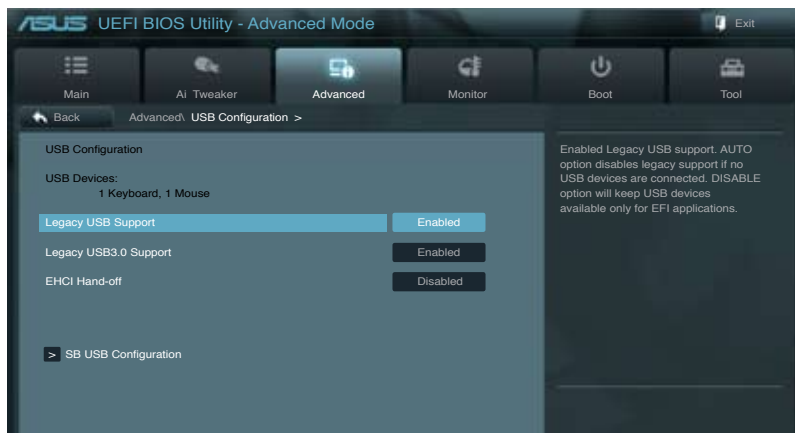 ASUS UEFI BIOS Utility - Advanced Mode
Exit
Main
Ai Tweaker
Advanced
Monitor
Boot
Tool
Back
Advanced\ USB Configuration >
USB Configuration
USB Devices:
1 Keyboard, 1 Mouse
Legacy USB Support Enabled
Legacy USB3.0 Support Enabled
EHCI Hand-off Disabled
> SB USB Configuration
Enabled Legacy USB support. AUTO
option disables legacy support if no
USB devices are connected. DISABLE
option will keep USB devices
available only for EFI applications.